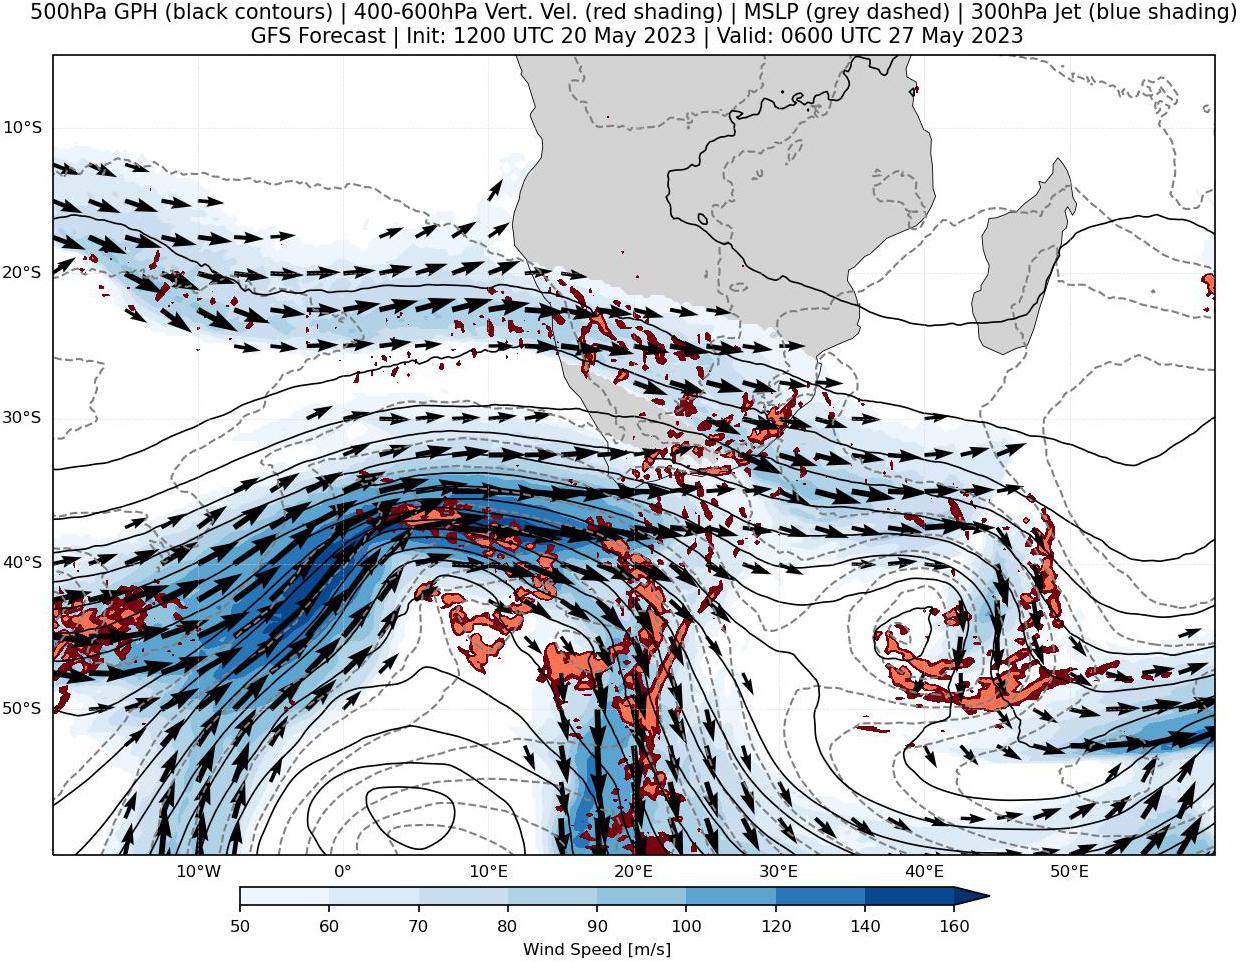 500hPa GPH (black contours) | 400-600hPa Vert. Vel. (red shading) | MSLP (grey dashed) | 300hPa Jet (blue shading)
GFS Forecast | Init: 1200 UTC 20 May 2023 | Valid: 0600 UTC 27 May 2023
10°S
20°S
30°S
40°S
50°S
10°W 0° 10°E 20°E 30°E 40°E 50°E
50 60 70 80 90 100 120 140 160
Wind Speed [m/s]